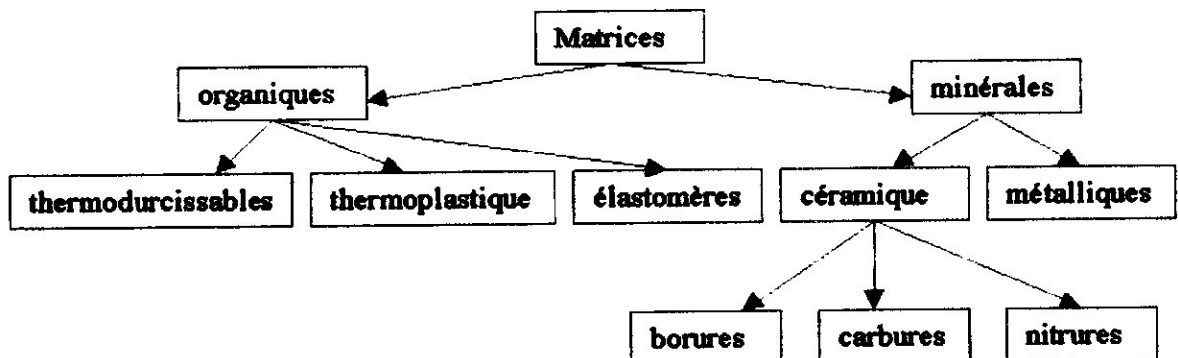 Matrices
organiques
minérales
thermodurcissables
thermoplastique
élastomères
céramique
métalliques
borures
carbures
nitrures